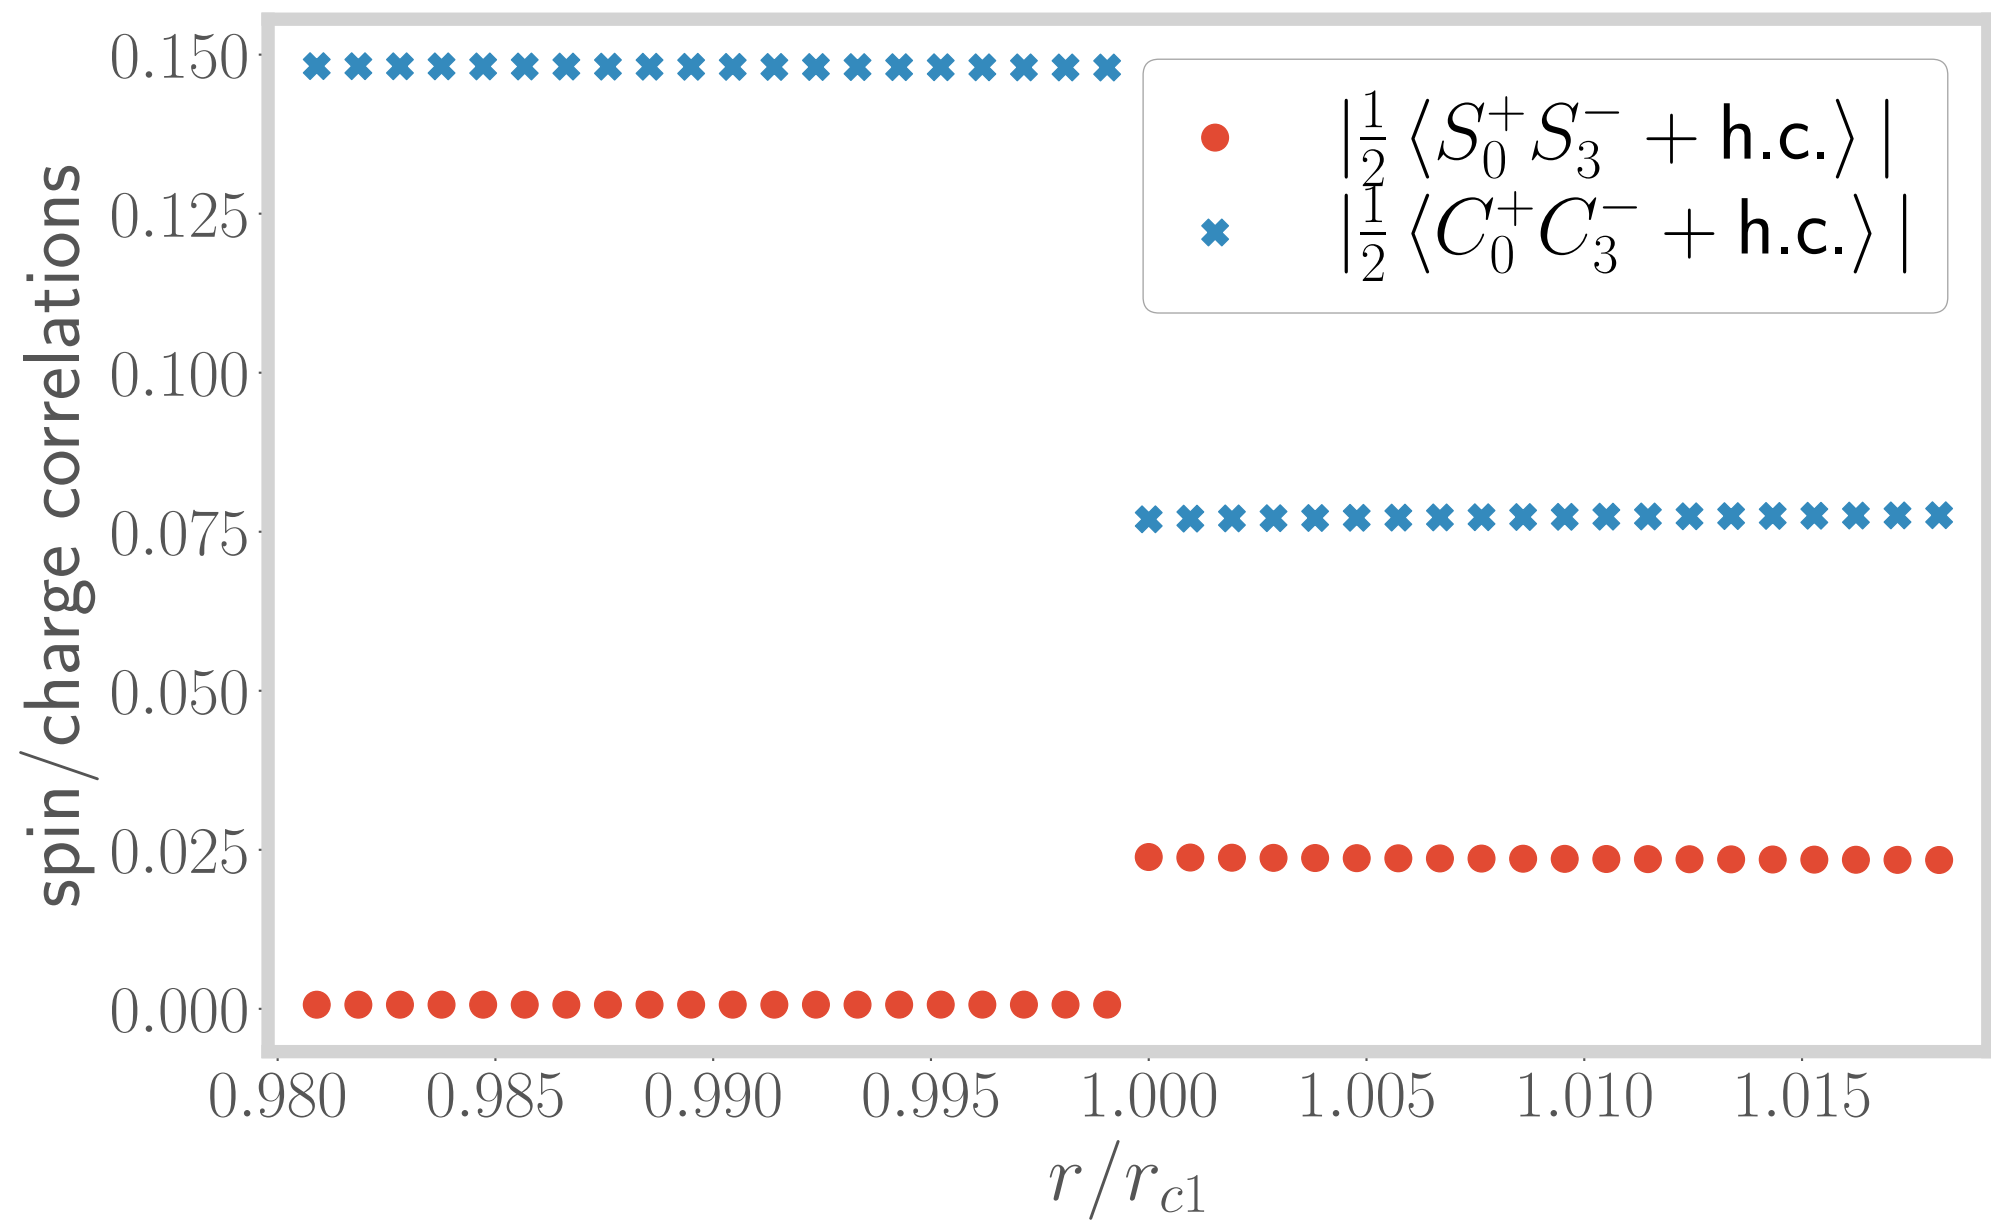 spin/charge correlations
0.150
0.125
0.100
0.075
0.050
0.025
0.000
|½ ⟨S₀⁺S₃⁻ + h.c.⟩|
|½ ⟨C₀⁺C₃⁻ + h.c.⟩|
0.980 0.985 0.990 0.995 1.000 1.005 1.010 1.015
r/r_{c1}